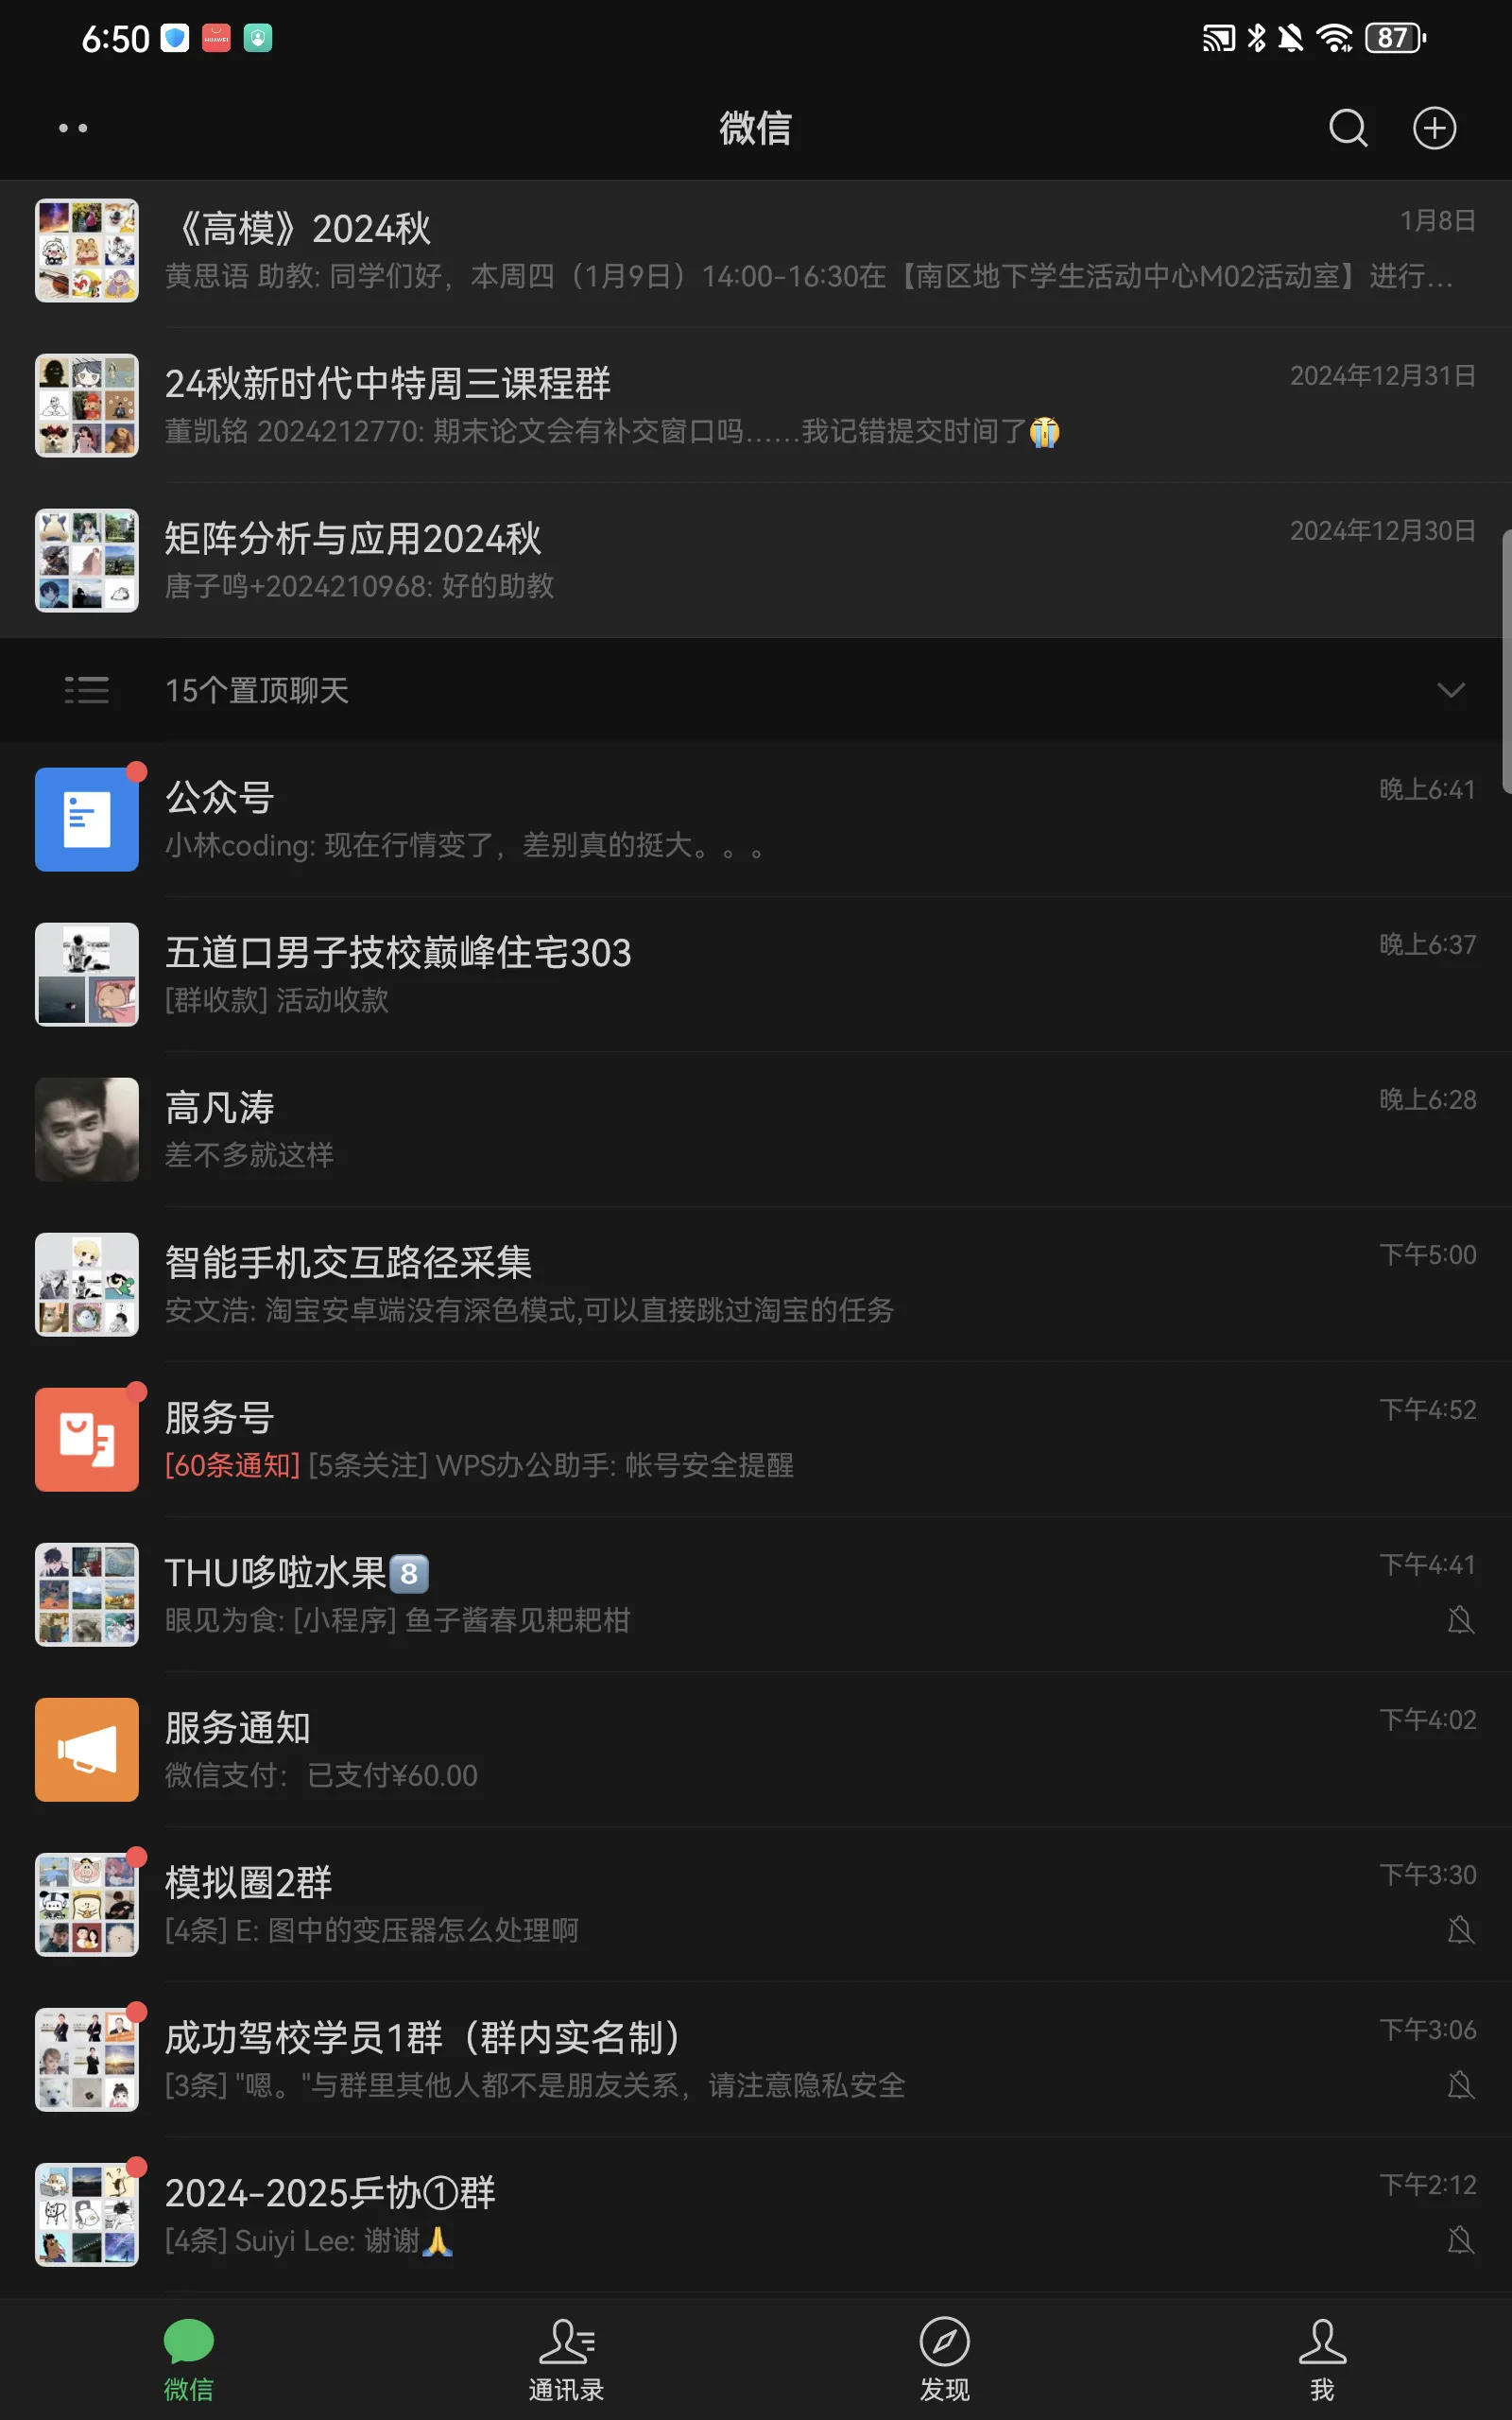 6:50
HUAWEI
87
微信
《高模》2024秋
1月8日
黄思语 助教: 同学们好，本周四（1月9日）14:00-16:30在【南区地下学生活动中心M02活动室】进行...
24秋新时代中特周三课程群
2024年12月31日
董凯铭 2024212770: 期末论文会有补交窗口吗……我记错提交时间了😭
矩阵分析与应用2024秋
2024年12月30日
唐子鸣+2024210968: 好的助教
15个置顶聊天
公众号
晚上6:41
小林coding: 现在行情变了，差别真的挺大。。。
五道口男子技校巅峰住宅303
晚上6:37
[群收款] 活动收款
高凡涛
晚上6:28
差不多就这样
智能手机交互路径采集
下午5:00
安文浩: 淘宝安卓端没有深色模式,可以直接跳过淘宝的任务
服务号
下午4:52
[60条通知] [5条关注] WPS办公助手: 帐号安全提醒
THU哆啦水果8️⃣
下午4:41
眼见为食: [小程序] 鱼子酱春见耙耙柑
服务通知
下午4:02
微信支付：已支付¥60.00
模拟圈2群
下午3:30
[4条] E: 图中的变压器怎么处理啊
成功驾校学员1群（群内实名制）
下午3:06
[3条] "嗯。"与群里其他人都不是朋友关系，请注意隐私安全
2024-2025乒协①群
下午2:12
[4条] Suiyi Lee: 谢谢🙏
微信
通讯录
发现
我